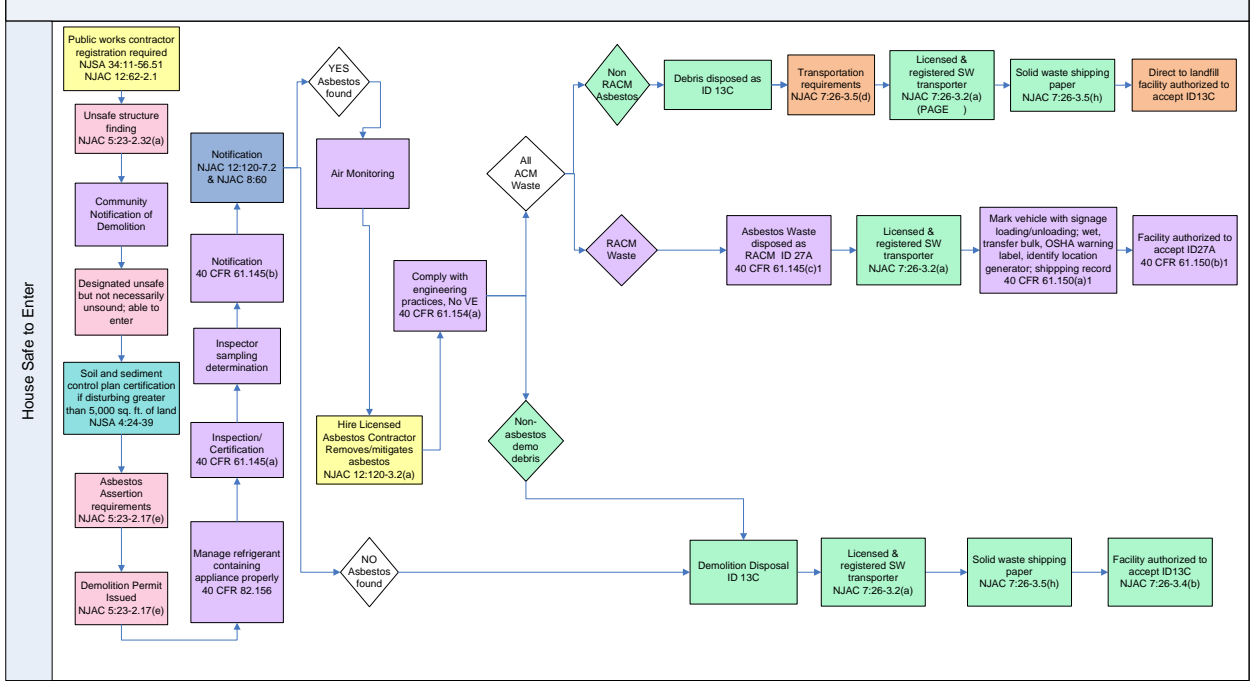 House Safe to Enter
Public works contractor
registration required
NJSA 34:11-56.51
NJAC 12:62-2.1
Unsafe structure
finding
NJAC 5:23-2.32(a)
Community
Notification of
Demolition
Designated unsafe
but not necessarily
unsound; able to
enter
Soil and sediment
control plan certification
if disturbing greater
than 5,000 sq. ft. of land
NJSA 4:24-39
Asbestos
Assertion
requirements
NJAC 5:23-2.17(e)
Demolition Permit
Issued
NJAC 5:23-2.17(e)
Manage refrigerant
containing
appliance properly
40 CFR 82.156
Inspection/
Certification
40 CFR 61.145(a)
Inspector
sampling
determination
Notification
40 CFR 61.145(b)
Notification
NJAC 12:120-7.2
& NJAC 8:60
YES
Asbestos
found
Air Monitoring
Hire Licensed
Asbestos Contractor
Removes/mitigates
asbestos
NJAC 12:120-3.2(a)
Comply with
engineering
practices, No VE
40 CFR 61.154(a)
All
ACM
Waste
Non
RACM
Asbestos
Debris disposed as
ID 13C
Transportation
requirements
NJAC 7:26-3.5(d)
Licensed &
registered SW
transporter
NJAC 7:26-3.2(a)
(PAGE     )
Solid waste shipping
paper
NJAC 7:26-3.5(h)
Direct to landfill
facility authorized to
accept ID13C
RACM
Waste
Asbestos Waste
disposed as
RACM  ID 27A
40 CFR 61.145(c)1
Licensed &
registered SW
transporter
NJAC 7:26-3.2(a)
Mark vehicle with signage
loading/unloading; wet,
transfer bulk, OSHA warning
label, identify location
generator; shippping record
40 CFR 61.150(a)1
Facility authorized to
accept ID27A
40 CFR 61.150(b)1
Non-
asbestos
demo
debris
NO
Asbestos
found
Demolition Disposal
ID 13C
Licensed &
registered SW
transporter
NJAC 7:26-3.2(a)
Solid waste shipping
paper
NJAC 7:26-3.5(h)
Facility authorized to
accept ID13C
NJAC 7:26-3.4(b)